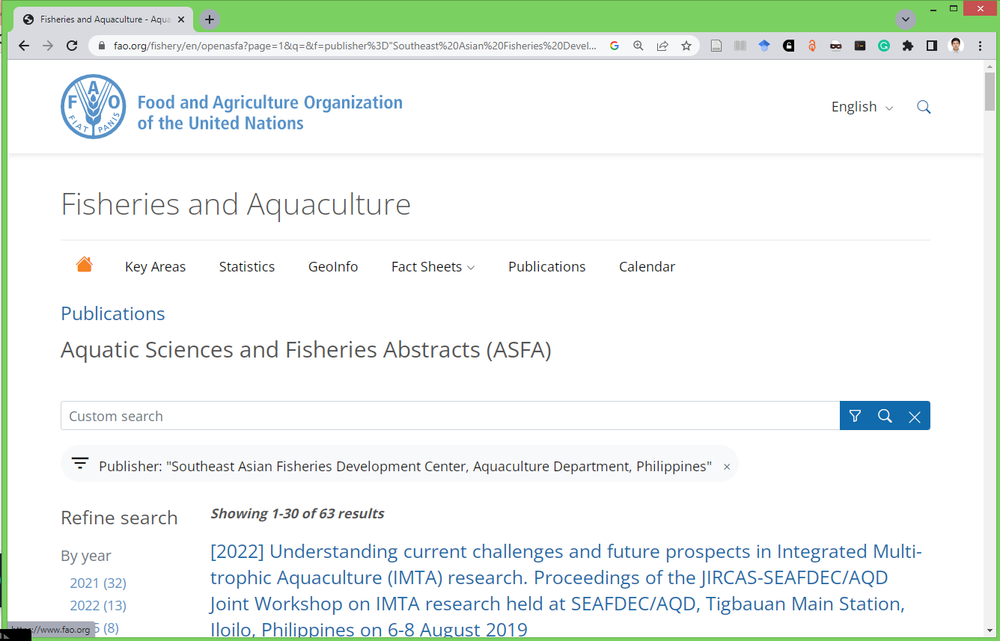 Fisheries and Aquaculture - Aqua
fao.org/fishery/en/openasfa?page=1&q=&f=publisher%3D"Southeast%20Asian%20Fisheries%20Devel...
F A O
FIAT PANIS
Food and Agriculture Organization
of the United Nations
English
Fisheries and Aquaculture
Key Areas Statistics GeoInfo Fact Sheets Publications Calendar
Publications
Aquatic Sciences and Fisheries Abstracts (ASFA)
Custom search
Publisher: "Southeast Asian Fisheries Development Center, Aquaculture Department, Philippines" ×
Refine search
Showing 1-30 of 63 results
By year
2021 (32)
2022 (13)
(8)
[2022] Understanding current challenges and future prospects in Integrated Multi-
trophic Aquaculture (IMTA) research. Proceedings of the JIRCAS-SEAFDEC/AQD
Joint Workshop on IMTA research held at SEAFDEC/AQD, Tigbauan Main Station,
Iloilo, Philippines on 6-8 August 2019
https://www.fao.org